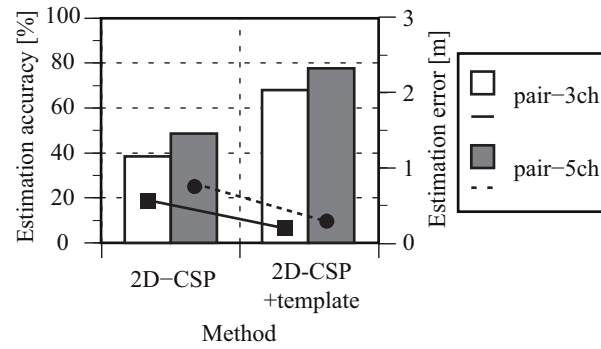 Estimation accuracy [%]
100
80
60
40
20
0
3
2
1
0
Estimation error [m]
2D−CSP
2D-CSP
+template
Method
pair−3ch
pair−5ch